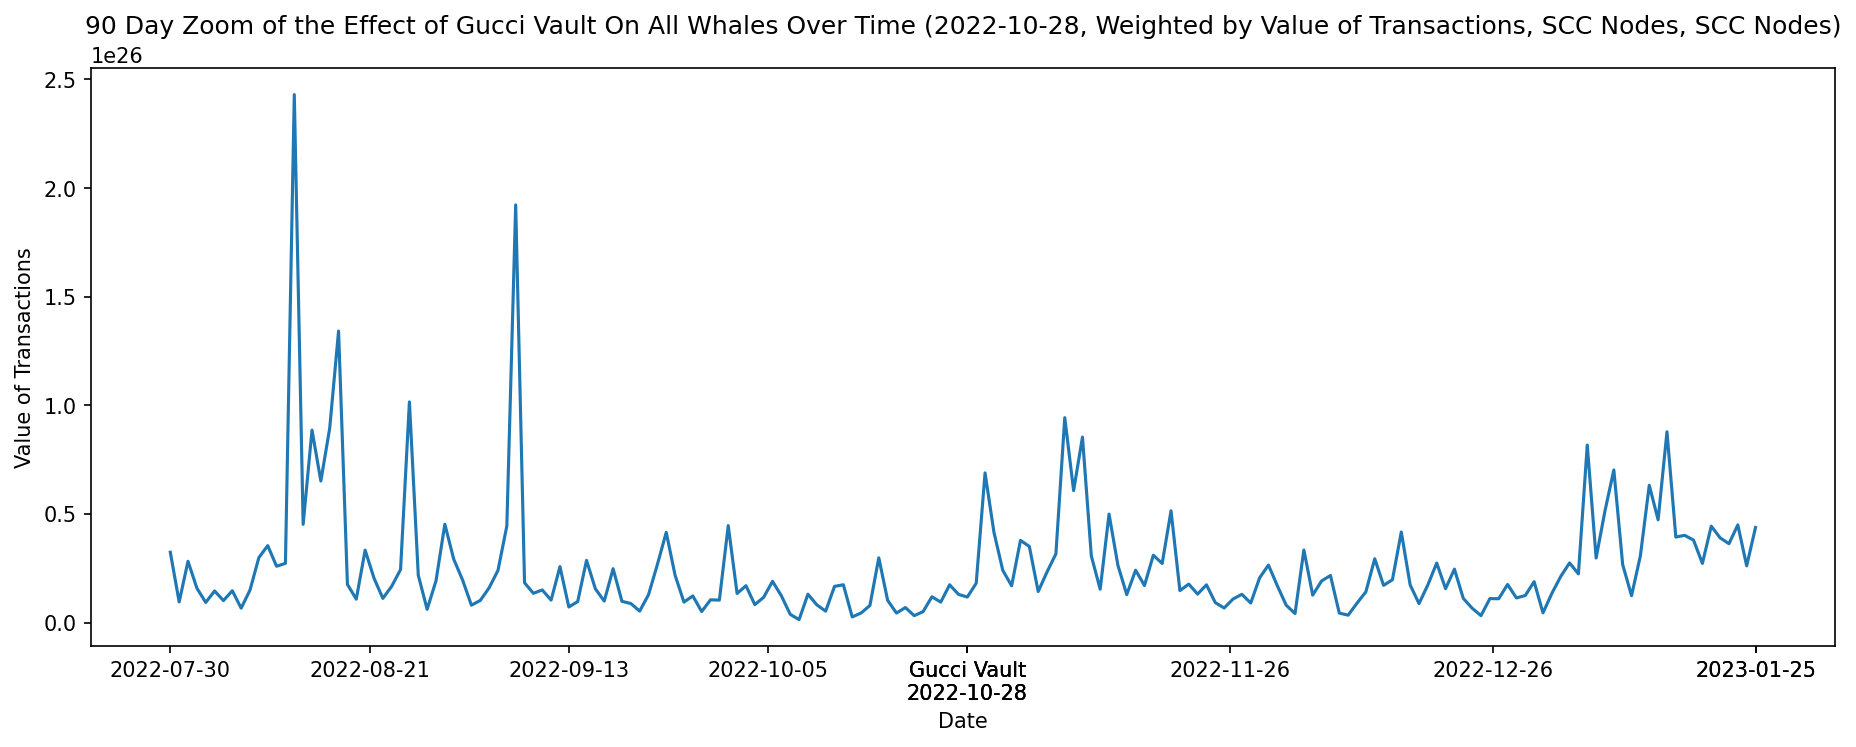 90 Day Zoom of the Effect of Gucci Vault On All Whales Over Time (2022-10-28, Weighted by Value of Transactions, SCC Nodes, SCC Nodes)
1e26
2.5
2.0
1.5
1.0
0.5
0.0
Value of Transactions
2022-07-30
2022-08-21
2022-09-13
2022-10-05
Gucci Vault
2022-10-28
2022-11-26
2022-12-26
2023-01-25
Date